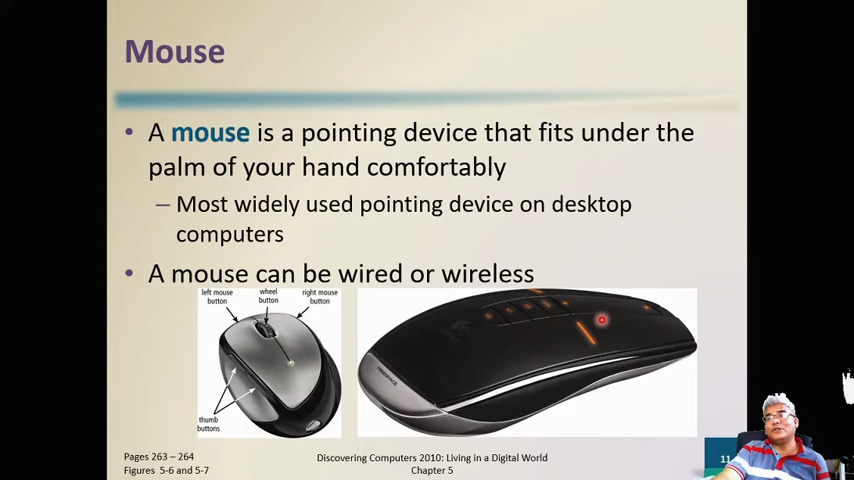 Mouse
• A mouse is a pointing device that fits under the
palm of your hand comfortably
– Most widely used pointing device on desktop
computers
• A mouse can be wired or wireless
left mouse
button
wheel
button
right mouse
button
thumb
buttons
Pages 263 – 264
Figures 5-6 and 5-7
Discovering Computers 2010: Living in a Digital World
Chapter 5
11